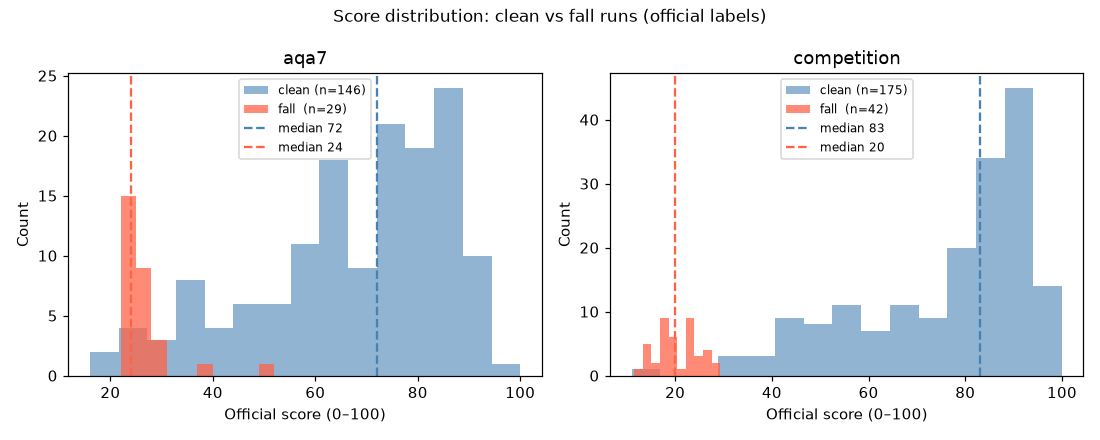 Score distribution: clean vs fall runs (official labels)
aqa7
clean (n=146)
fall (n=29)
median 72
median 24
Count
25
20
15
10
5
0
20
40
60
80
100
Official score (0–100)
competition
clean (n=175)
fall (n=42)
median 83
median 20
Count
40
30
20
10
0
20
40
60
80
100
Official score (0–100)